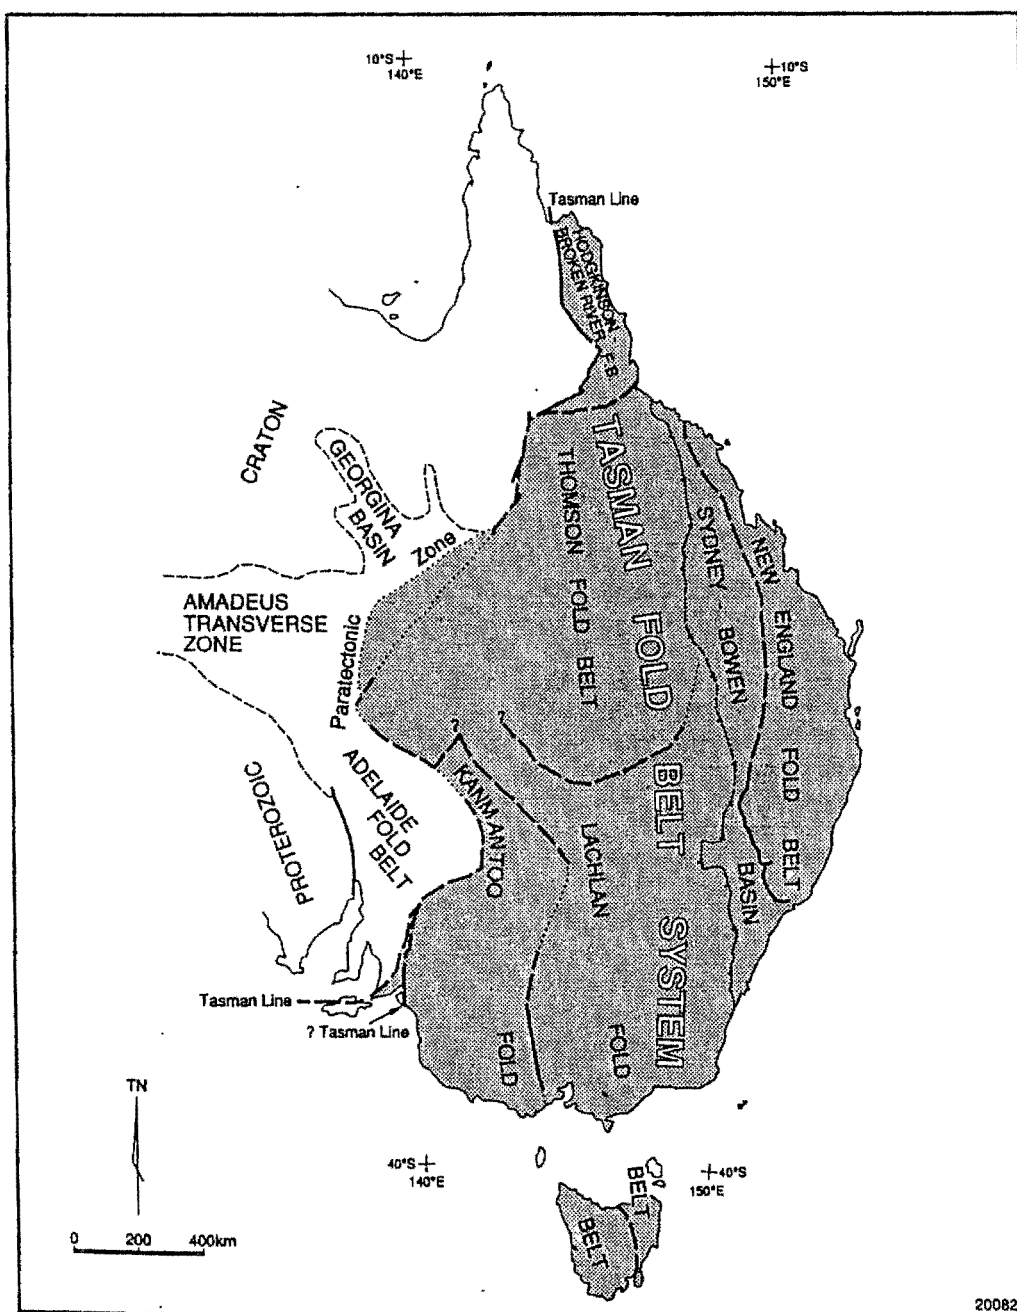 10°S
140°E
10°S
150°E
Tasman Line
HODGKINSON -
BROKEN RIVER F B
CRATON
GEORGINA
BASIN
TASMAN FOLD BELT SYSTEM
THOMSON FOLD BELT
SYDNEY - BOWEN BASIN
NEW ENGLAND FOLD BELT
Paratectonic Zone
AMADEUS
TRANSVERSE
ZONE
?
?
ADELAIDE
FOLD
BELT
PROTEROZOIC
KANMANTOO FOLD BELT
LACHLAN FOLD BELT
Tasman Line
? Tasman Line
TN
40°S
140°E
40°S
150°E
0 200 400km
20082